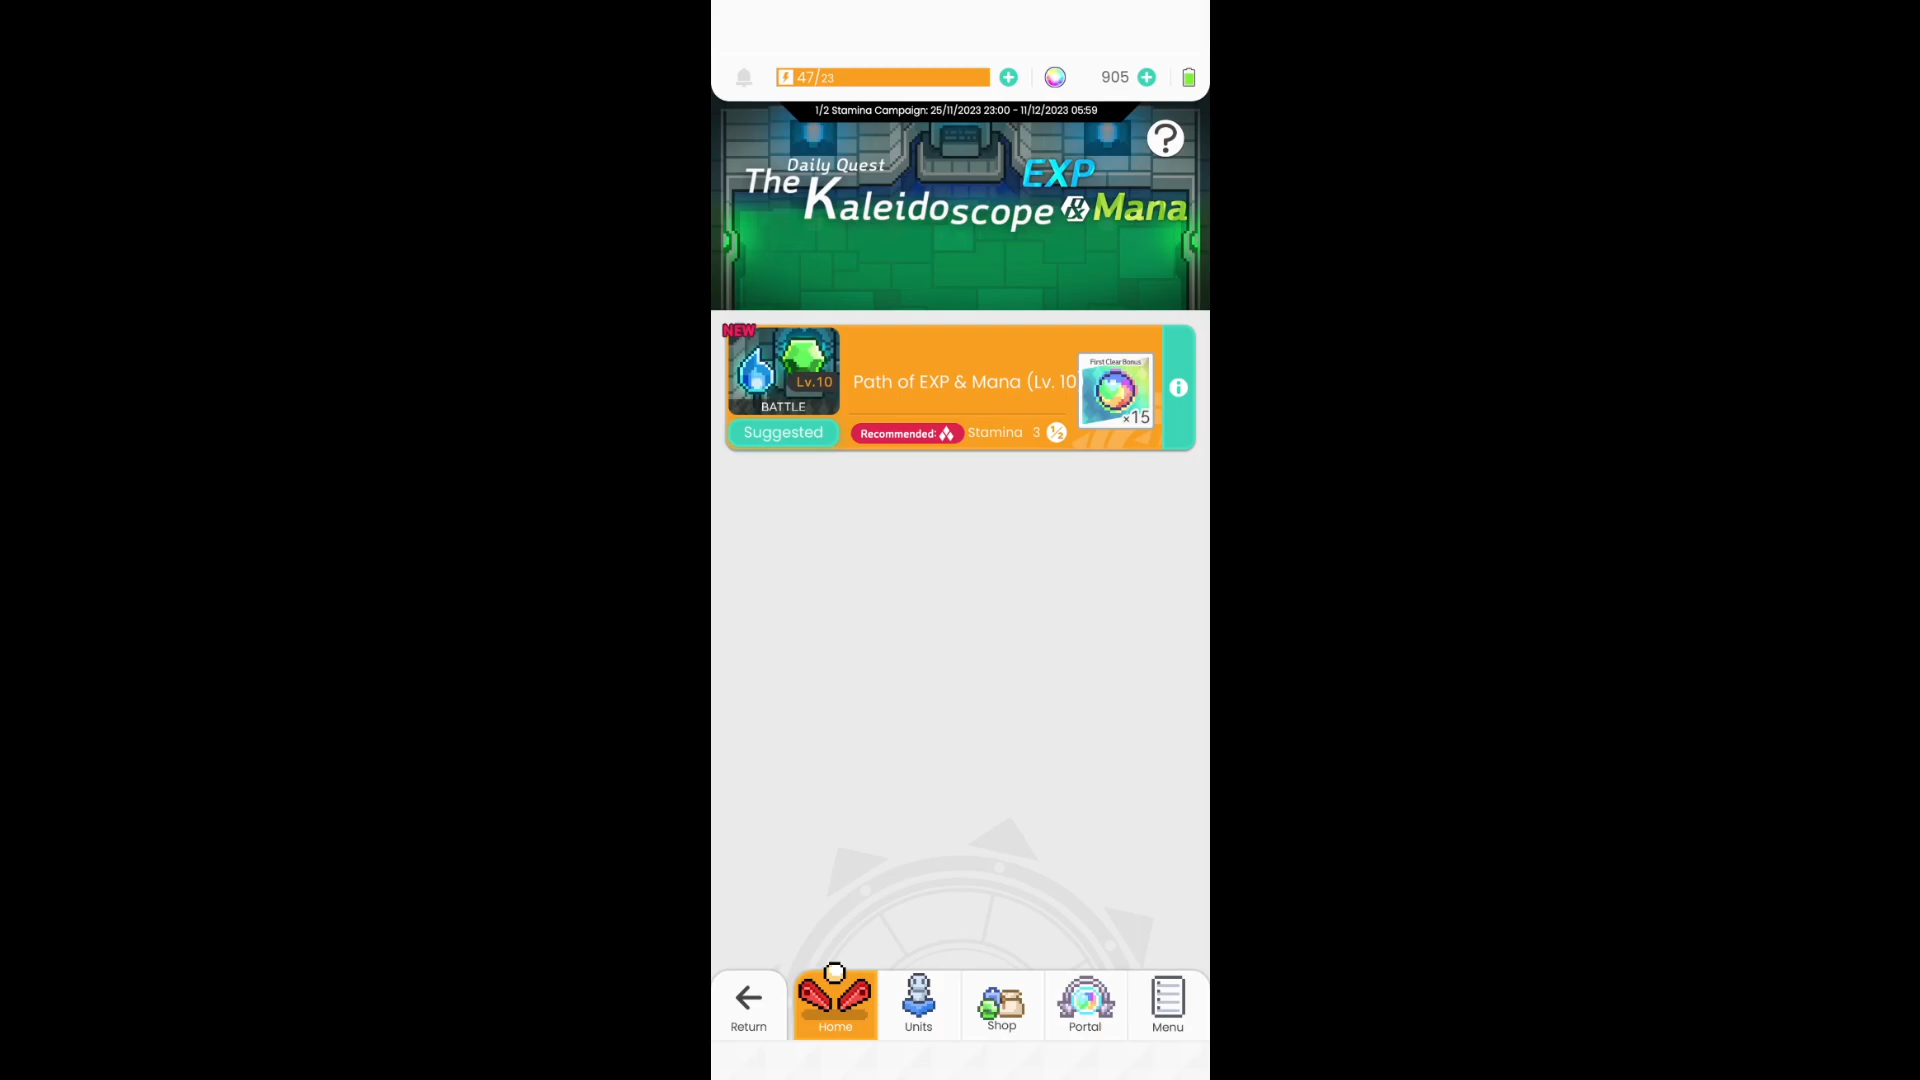 47/23
905
1/2 Stamina Campaign: 25/11/2023 23:00 - 11/12/2023 05:59
Daily Quest
The Kaleidoscope EXP Mana
NEW
Lv.10
BATTLE
Suggested
Path of EXP & Mana (Lv. 10
Recommended:
Stamina 3 1/2
First Clear Bonus
×15
Return
Home
Units
Shop
Portal
Menu